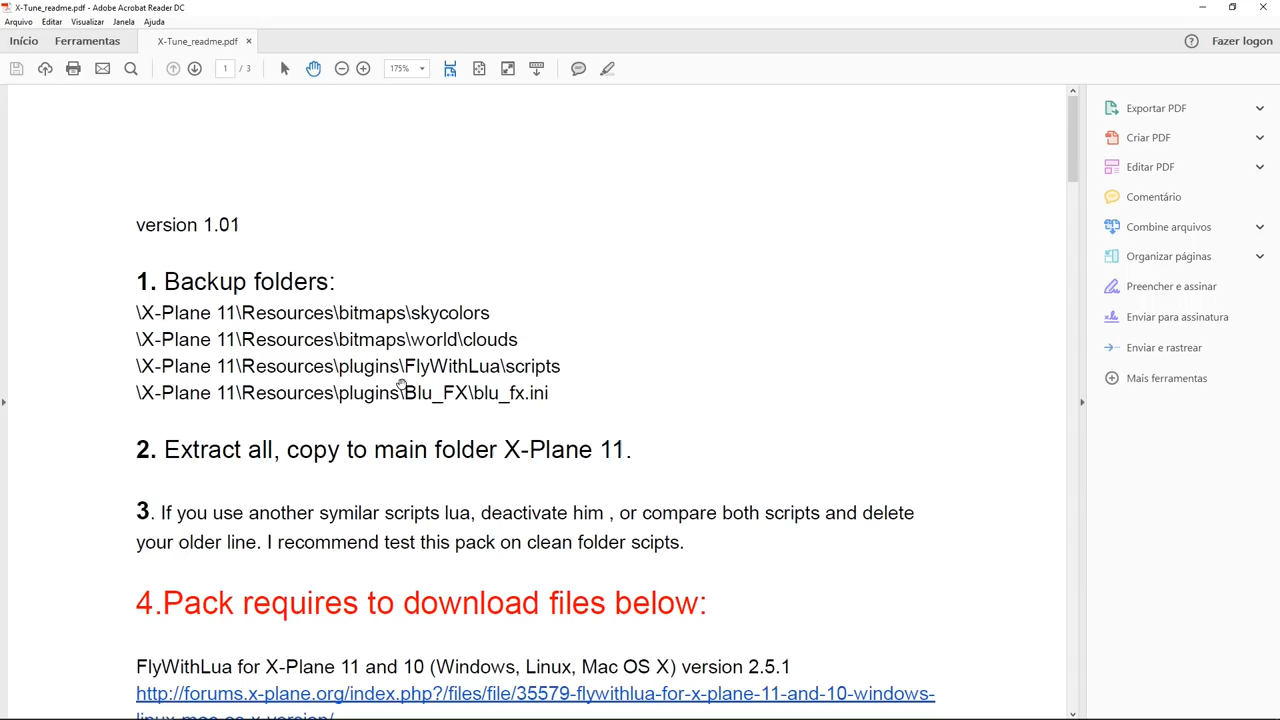 X-Tune_readme.pdf - Adobe Acrobat Reader DC
Arquivo Editar Visualizar Janela Ajuda
Início Ferramentas X-Tune_readme.pdf × Fazer logon
1 / 3 175%
version 1.01
1. Backup folders:
\X-Plane 11\Resources\bitmaps\skycolors
\X-Plane 11\Resources\bitmaps\world\clouds
\X-Plane 11\Resources\plugins\FlyWithLua\scripts
\X-Plane 11\Resources\plugins\Blu_FX\blu_fx.ini
2. Extract all, copy to main folder X-Plane 11.
3. If you use another symilar scripts lua, deactivate him , or compare both scripts and delete
your older line. I recommend test this pack on clean folder scipts.
4.Pack requires to download files below:
FlyWithLua for X-Plane 11 and 10 (Windows, Linux, Mac OS X) version 2.5.1
http://forums.x-plane.org/index.php?/files/file/35579-flywithlua-for-x-plane-11-and-10-windows-
linux-mac-os-x-version/
Exportar PDF
Criar PDF
Editar PDF
Comentário
Combine arquivos
Organizar páginas
Preencher e assinar
Enviar para assinatura
Enviar e rastrear
Mais ferramentas